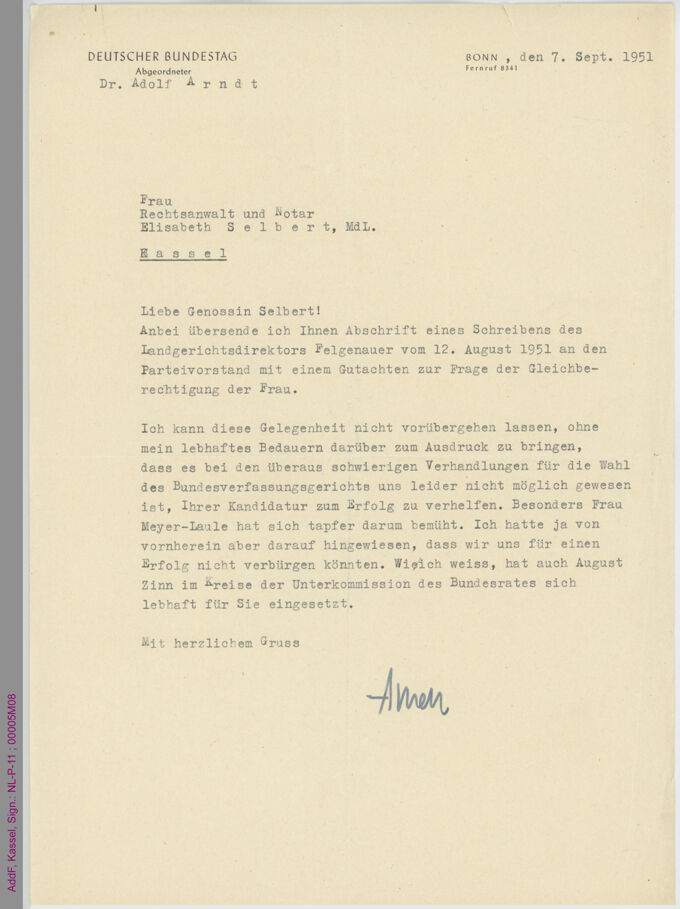 DEUTSCHER BUNDESTAG
Abgeordneter
Dr. Adolf A r n d t
BONN , den 7. Sept. 1951
Fernruf 8341
Frau
Rechtsanwalt und Notar
Elisabeth S e l b e r t, MdL.
K a s s e l
Liebe Genossin Selbert!
Anbei übersende ich Ihnen Abschrift eines Schreibens des
Landgerichtsdirektors Felgenauer vom 12. August 1951 an den
Parteivorstand mit einem Gutachten zur Frage der Gleichbe-
rechtigung der Frau.
Ich kann diese Gelegenheit nicht vorübergehen lassen, ohne
mein lebhaftes Bedauern darüber zum Ausdruck zu bringen,
dass es bei den überaus schwierigen Verhandlungen für die Wahl
des Bundesverfassungsgerichts uns leider nicht möglich gewesen
ist, Ihrer Kandidatur zum Erfolg zu verhelfen. Besonders Frau
Meyer-Laule hat sich tapfer darum bemüht. Ich hatte ja von
vornherein aber darauf hingewiesen, dass wir uns für einen
Erfolg nicht verbürgen könnten. Wie ich weiss, hat auch August
Zinn im Kreise der Unterkommission des Bundesrates sich
lebhaft für Sie eingesetzt.
Mit herzlichem Gruss
AddF, Kassel, Sign.: NL-P-11 ; 00005M08